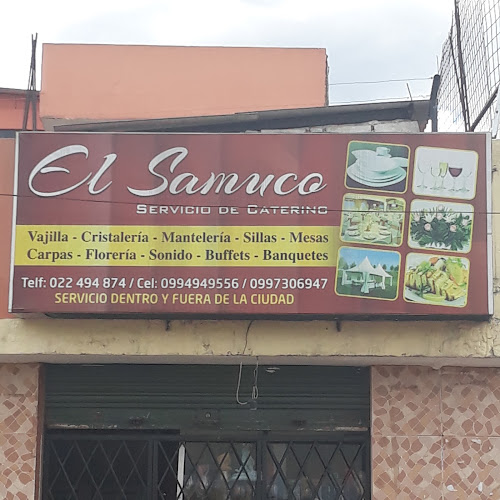 El Samuco
SERVICIO DE CATERING
Vajilla - Cristalería - Mantelería - Sillas - Mesas
Carpas - Florería - Sonido - Buffets - Banquetes
Telf: 022 494 874 / Cel: 0994949556 / 0997306947
SERVICIO DENTRO Y FUERA DE LA CIUDAD